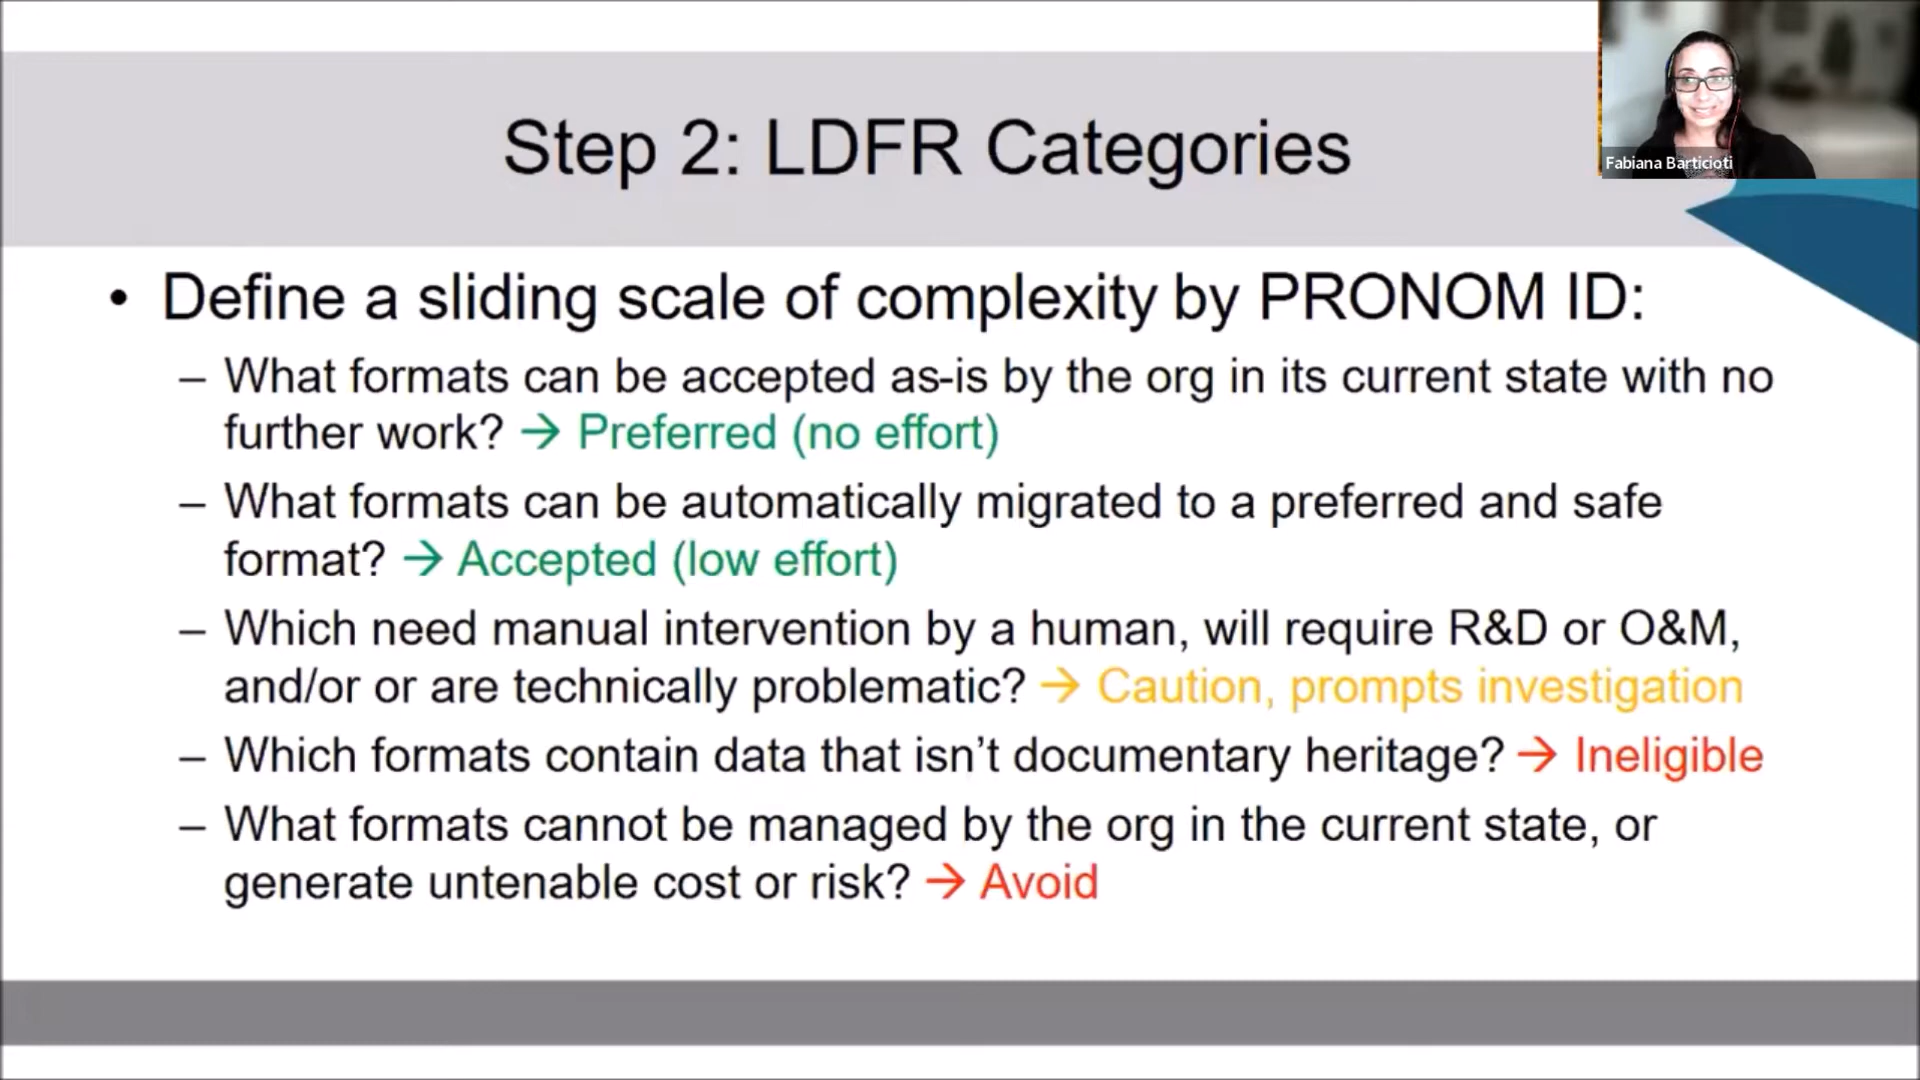 Fabiana Barticioti
Step 2: LDFR Categories
• Define a sliding scale of complexity by PRONOM ID:
– What formats can be accepted as-is by the org in its current state with no
further work? → Preferred (no effort)
– What formats can be automatically migrated to a preferred and safe
format? → Accepted (low effort)
– Which need manual intervention by a human, will require R&D or O&M,
and/or or are technically problematic? → Caution, prompts investigation
– Which formats contain data that isn’t documentary heritage? → Ineligible
– What formats cannot be managed by the org in the current state, or
generate untenable cost or risk? → Avoid